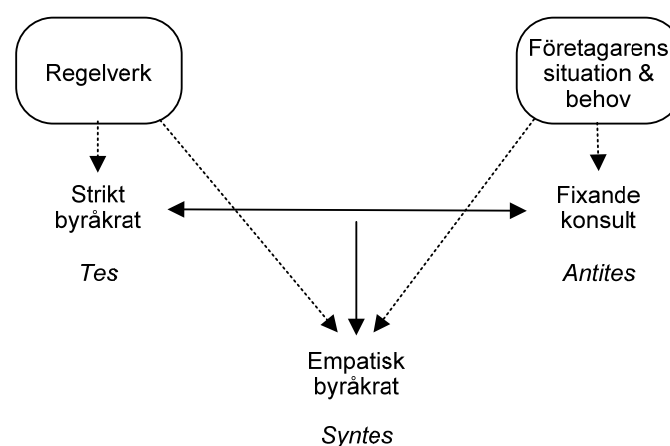 Regelverk
Företagarens
situation &
behov
Strikt
byråkrat
Fixande
konsult
Tes
Antites
Empatisk
byråkrat
Syntes